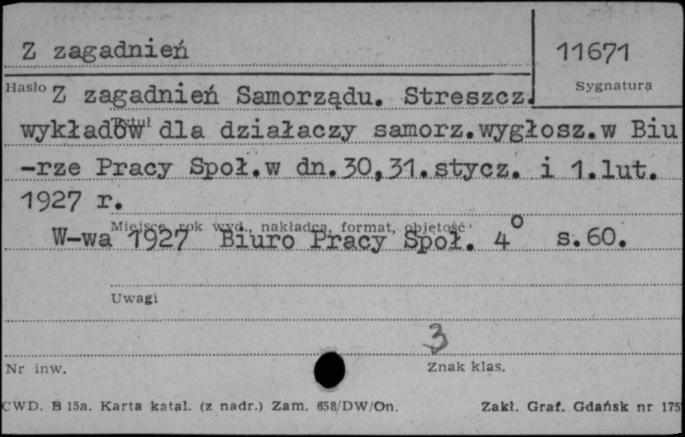 Z zagadnień
11671
Hasło
Sygnatura
Z zagadnień Samorządu. Streszcz.
Tytuł
wykładów dla działaczy samorz.wygłosz.w Biu
-rze Pracy Społ.w dn.30,31.stycz. i 1.lut.
1927 r.
Miejsce, rok wyd., nakładca, format, objętość
W-wa 1927 Biuro Pracy Społ. 4° s.60.
Uwagi
3
Nr inw.
Znak klas.
CWD. B 15a. Karta katal. (z nadr.) Zam. 658/DW/On.
Zakł. Graf. Gdańsk nr 175